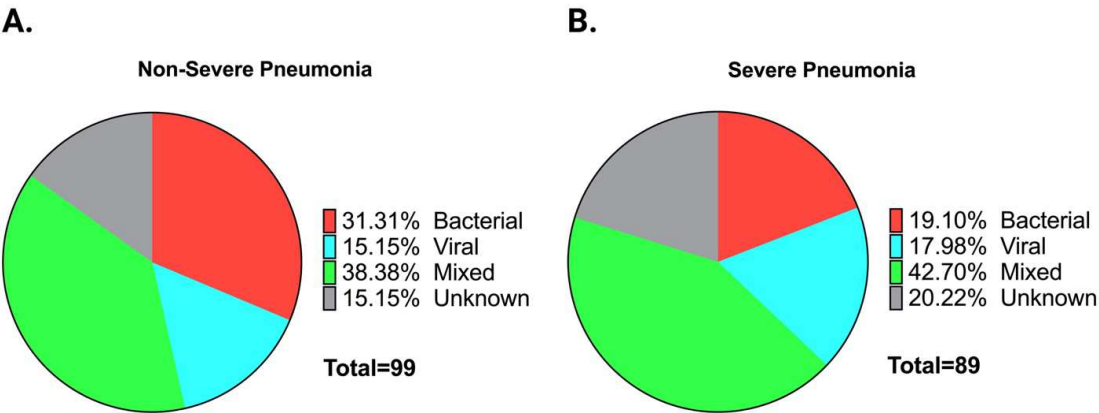 A.
Non-Severe Pneumonia
31.31% Bacterial
15.15% Viral
38.38% Mixed
15.15% Unknown
Total=99
B.
Severe Pneumonia
19.10% Bacterial
17.98% Viral
42.70% Mixed
20.22% Unknown
Total=89